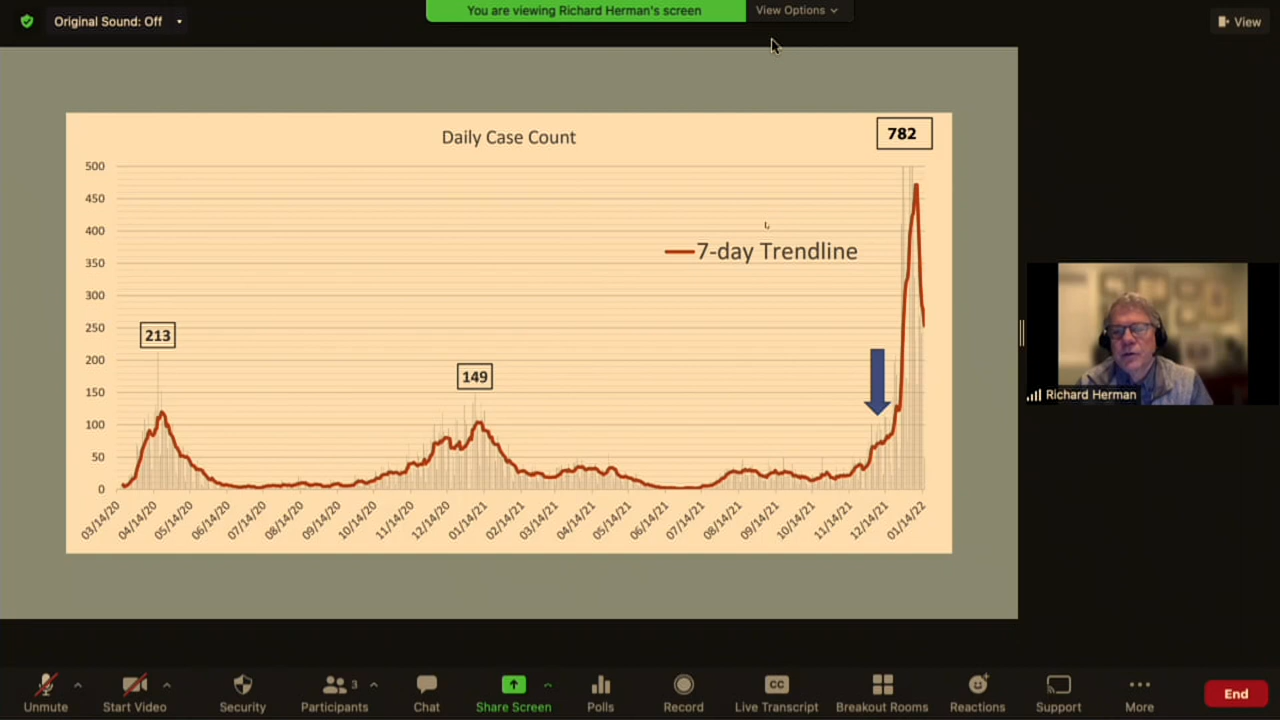 You are viewing Richard Herman's screen
View Options
Original Sound: Off
View
Daily Case Count
782
500
450
400
350
300
250
200
150
100
50
0
7-day Trendline
213
149
03/14/20
04/14/20
05/14/20
06/14/20
07/14/20
08/14/20
09/14/20
10/14/20
11/14/20
12/14/20
01/14/21
02/14/21
03/14/21
04/14/21
05/14/21
06/14/21
07/14/21
08/14/21
09/14/21
10/14/21
11/14/21
12/14/21
01/14/22
Richard Herman
Unmute
Start Video
Security
3
Participants
Chat
Share Screen
Polls
Record
CC
Live Transcript
Breakout Rooms
Reactions
Support
More
End